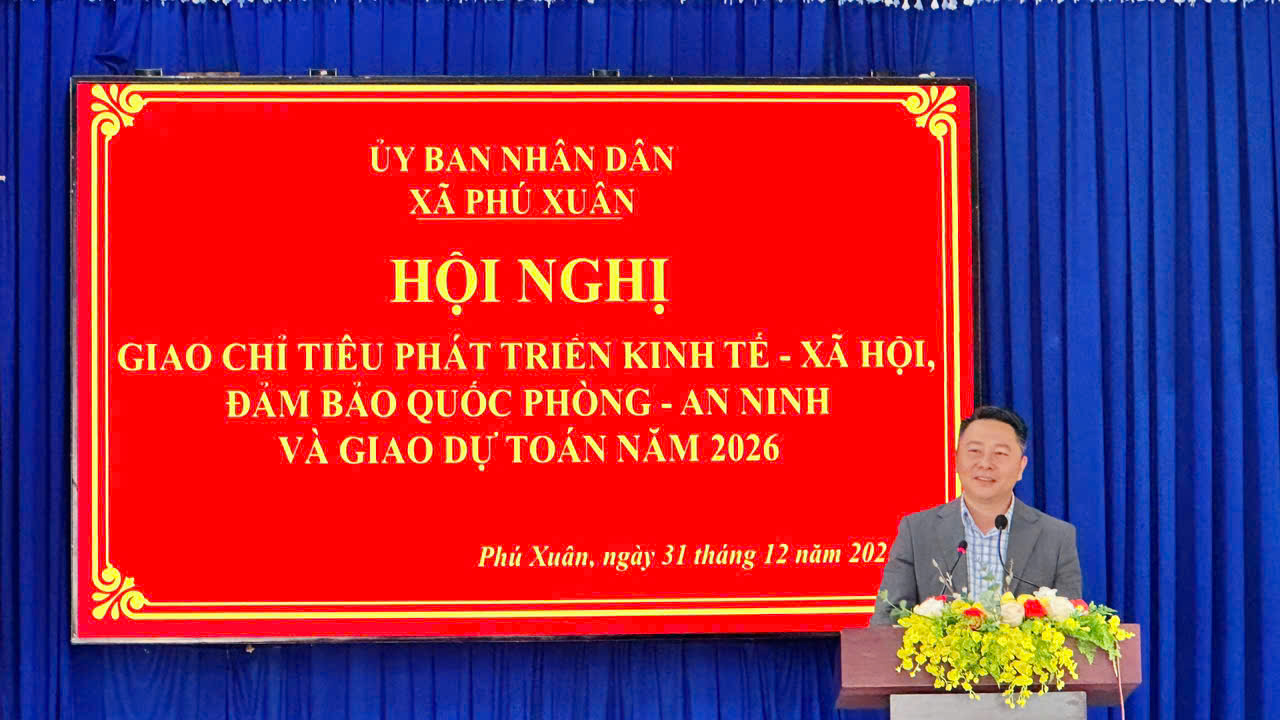 ỦY BAN NHÂN DÂN
XÃ PHÚ XUÂN
HỘI NGHỊ
GIAO CHỈ TIÊU PHÁT TRIỂN KINH TẾ - XÃ HỘI,
ĐẢM BẢO QUỐC PHÒNG - AN NINH
VÀ GIAO DỰ TOÁN NĂM 2026
Phú Xuân, ngày 31 tháng 12 năm 202